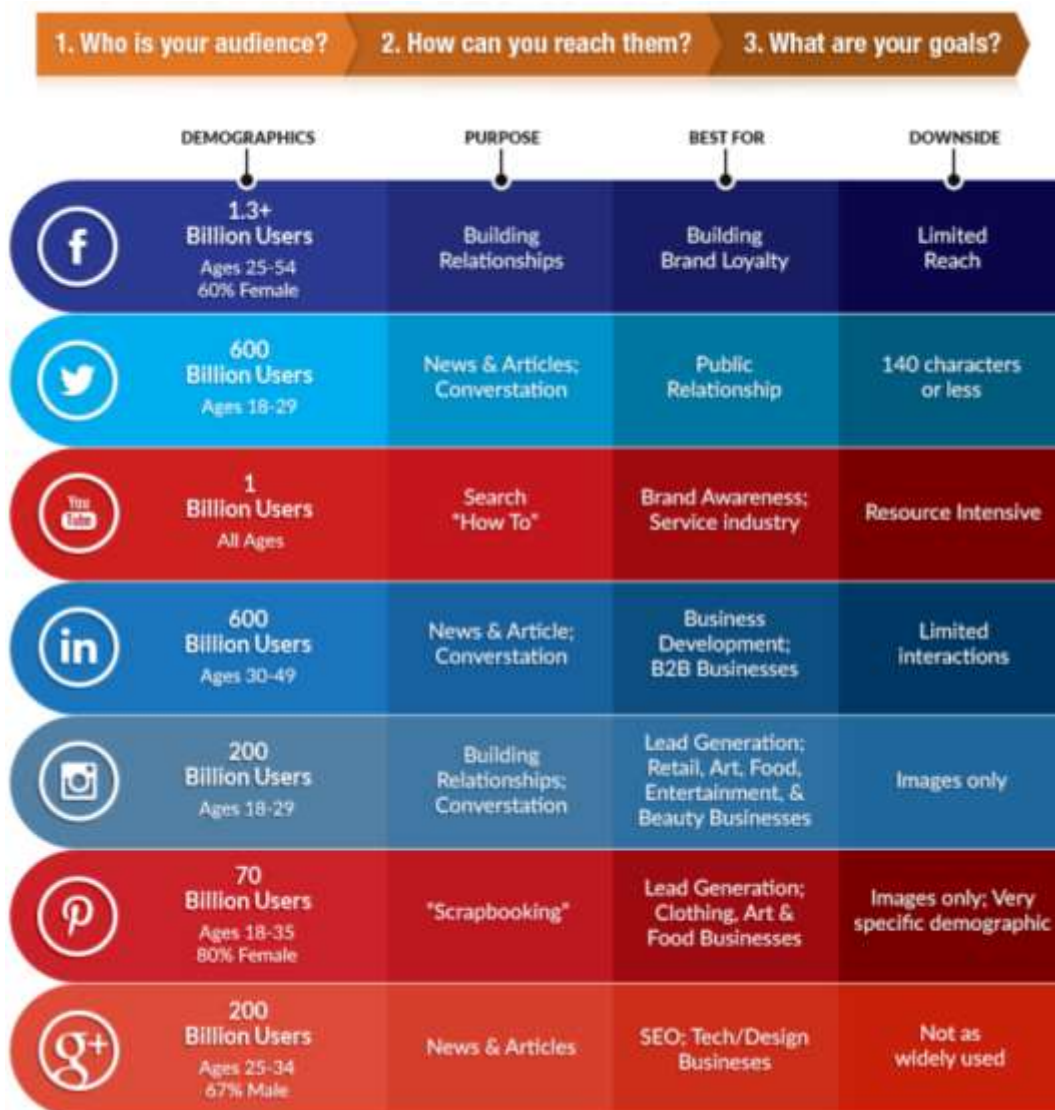 1. Who is your audience?
2. How can you reach them?
3. What are your goals?
DEMOGRAPHICS
PURPOSE
BEST FOR
DOWNSIDE
f
1.3+
Billion Users
Ages 25-54
60% Female
Building
Relationships
Building
Brand Loyalty
Limited
Reach
600
Billion Users
Ages 18-29
News & Articles;
Converstation
Public
Relationship
140 characters
or less
You
Tube
1
Billion Users
All Ages
Search
"How To"
Brand Awareness;
Service industry
Resource Intensive
in
600
Billion Users
Ages 30-49
News & Article;
Converstation
Business
Development;
B2B Businesses
Limited
interactions
200
Billion Users
Ages 18-29
Building
Relationships;
Converstation
Lead Generation;
Retail, Art, Food,
Entertainment, &
Beauty Businesses
Images only
70
Billion Users
Ages 18-35
80% Female
"Scrapbooking"
Lead Generation;
Clothing, Art &
Food Businesses
Images only; Very
specific demographic
g+
200
Billion Users
Ages 25-34
67% Male
News & Articles
SEO; Tech/Design
Busineses
Not as
widely used